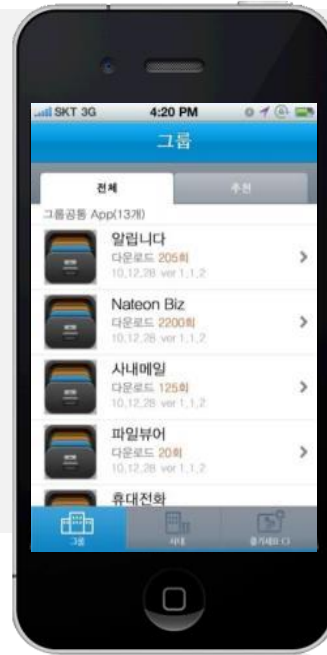 SKT 3G 4:20 PM
그룹
전체 추천
그룹공통 App(13개)
알립니다
다운로드 205회
10.12.28 ver 1.1.2
Nateon Biz
다운로드 2200회
10.12.28 ver 1.1.2
사내메일
다운로드 125회
10.12.28 ver 1.1.2
파일뷰어
다운로드 20회
10.12.28 ver 1.1.2
휴대전화
그룹